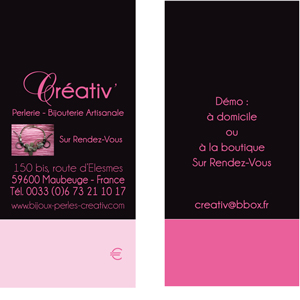 Créativ'
Perlerie - Bijouterie Artisanale
Sur Rendez-Vous
150 bis, route d'Elesmes
59600 Maubeuge - France
Tél. 0033 (0)6 73 21 10 17
www.bijoux-perles-creativ.com
€
Démo :
à domicile
ou
à la boutique
Sur Rendez-Vous
creativ@bbox.fr